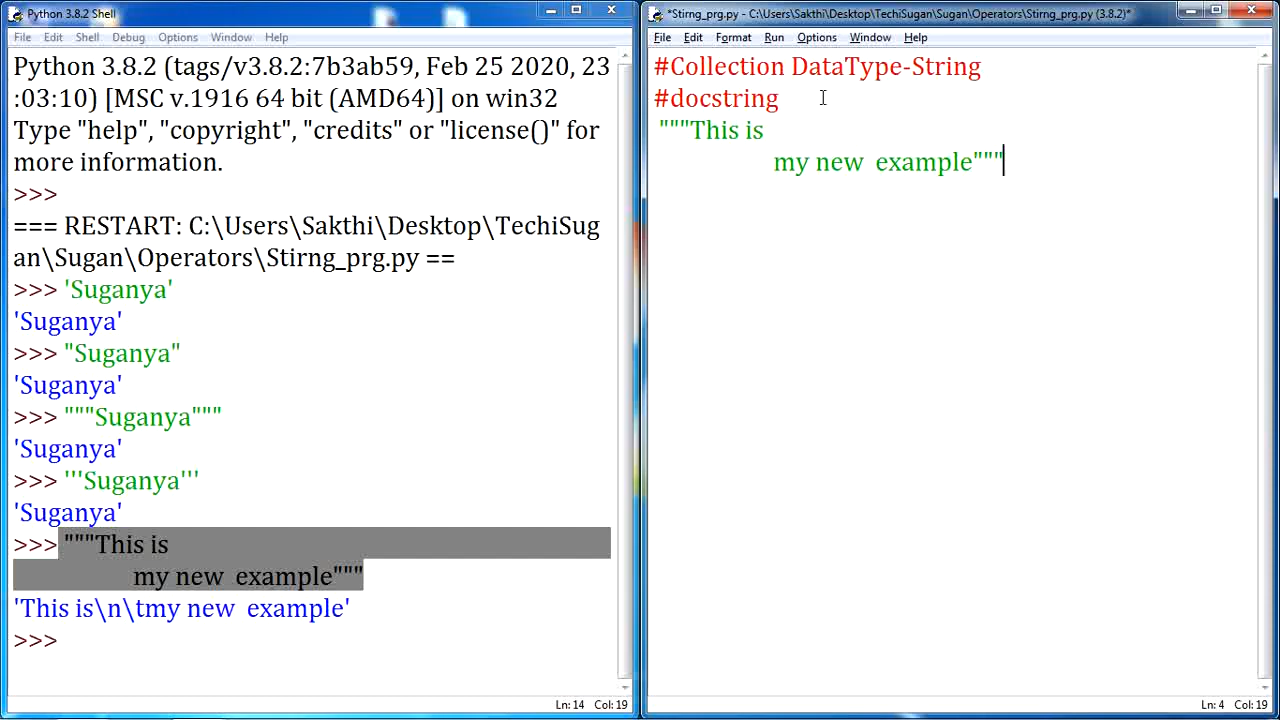 Python 3.8.2 Shell
File Edit Shell Debug Options Window Help
Python 3.8.2 (tags/v3.8.2:7b3ab59, Feb 25 2020, 23
:03:10) [MSC v.1916 64 bit (AMD64)] on win32
Type "help", "copyright", "credits" or "license()" for
more information.
>>>
=== RESTART: C:\Users\Sakthi\Desktop\TechiSug
an\Sugan\Operators\Stirng_prg.py ==
>>> 'Suganya'
'Suganya'
>>> "Suganya"
'Suganya'
>>> """Suganya"""
'Suganya'
>>> '''Suganya'''
'Suganya'
>>> """This is
my new  example"""
'This is\n\tmy new  example'
>>>
Ln: 14 Col: 19
*Stirng_prg.py - C:\Users\Sakthi\Desktop\TechiSugan\Sugan\Operators\Stirng_prg.py (3.8.2)*
File Edit Format Run Options Window Help
#Collection DataType-String
#docstring
"""This is
my new  example"""
Ln: 4 Col: 19